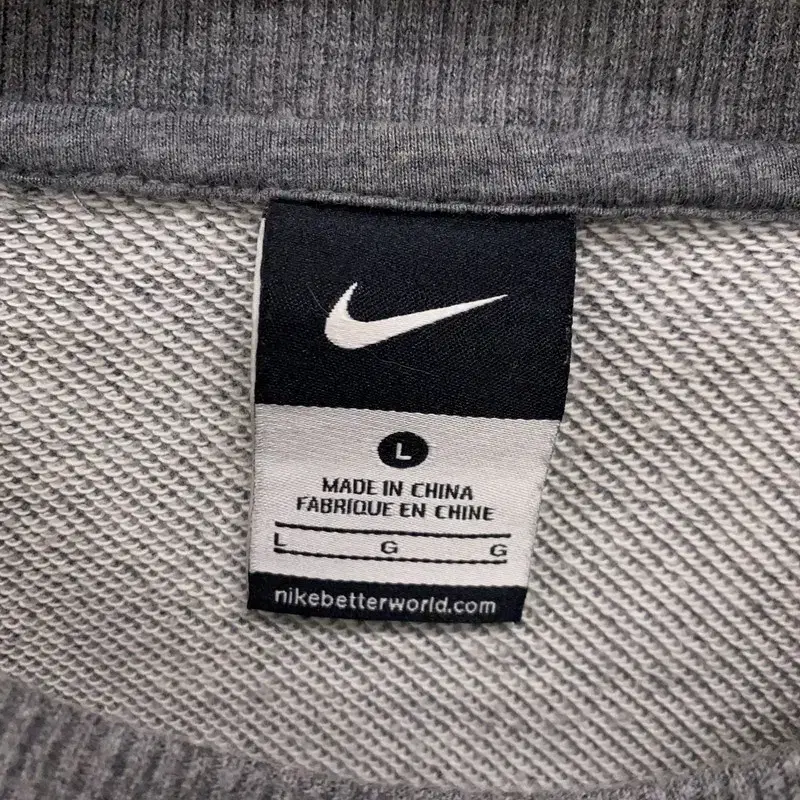 L
MADE IN CHINA
FABRIQUE EN CHINE
L G G
nikebetterworld.com